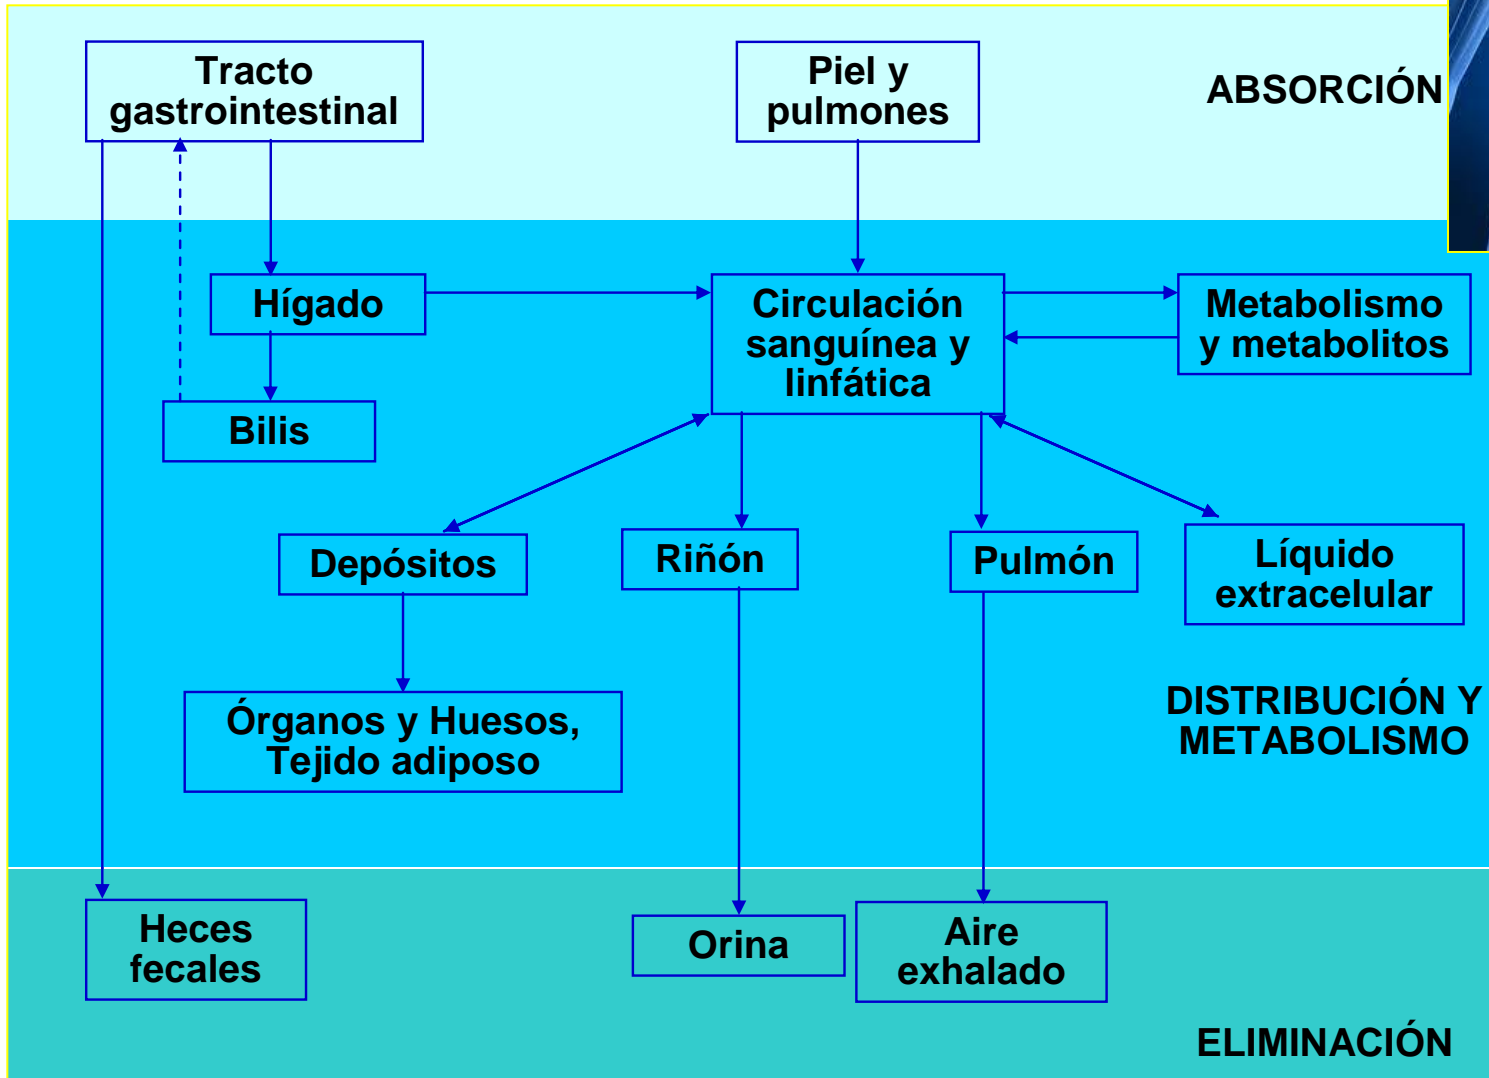 Tracto
gastrointestinal
Piel y
pulmones
ABSORCIÓN
Hígado
Circulación
sanguínea y
linfática
Metabolismo
y metabolitos
Bilis
Depósitos
Riñón
Pulmón
Líquido
extracelular
Órganos y Huesos,
Tejido adiposo
DISTRIBUCIÓN Y
METABOLISMO
Heces
fecales
Orina
Aire
exhalado
ELIMINACIÓN